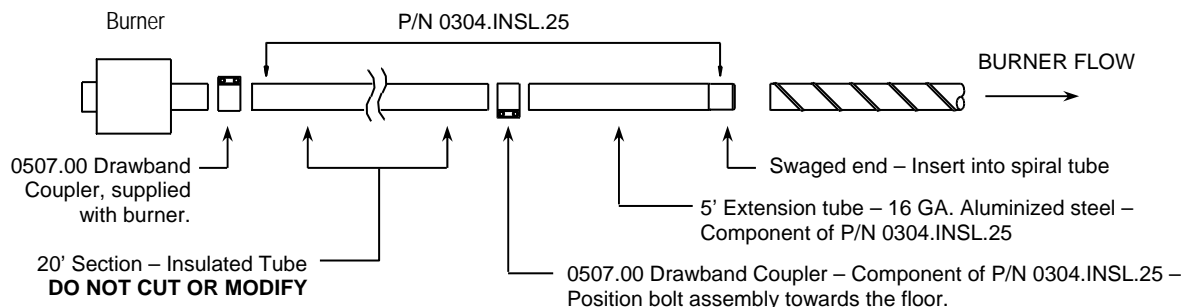 Burner
P/N 0304.INSL.25
BURNER FLOW
0507.00 Drawband
Coupler, supplied
with burner.
Swaged end – Insert into spiral tube
5' Extension tube – 16 GA. Aluminized steel –
Component of P/N 0304.INSL.25
20' Section – Insulated Tube
DO NOT CUT OR MODIFY
0507.00 Drawband Coupler – Component of P/N 0304.INSL.25 –
Position bolt assembly towards the floor.